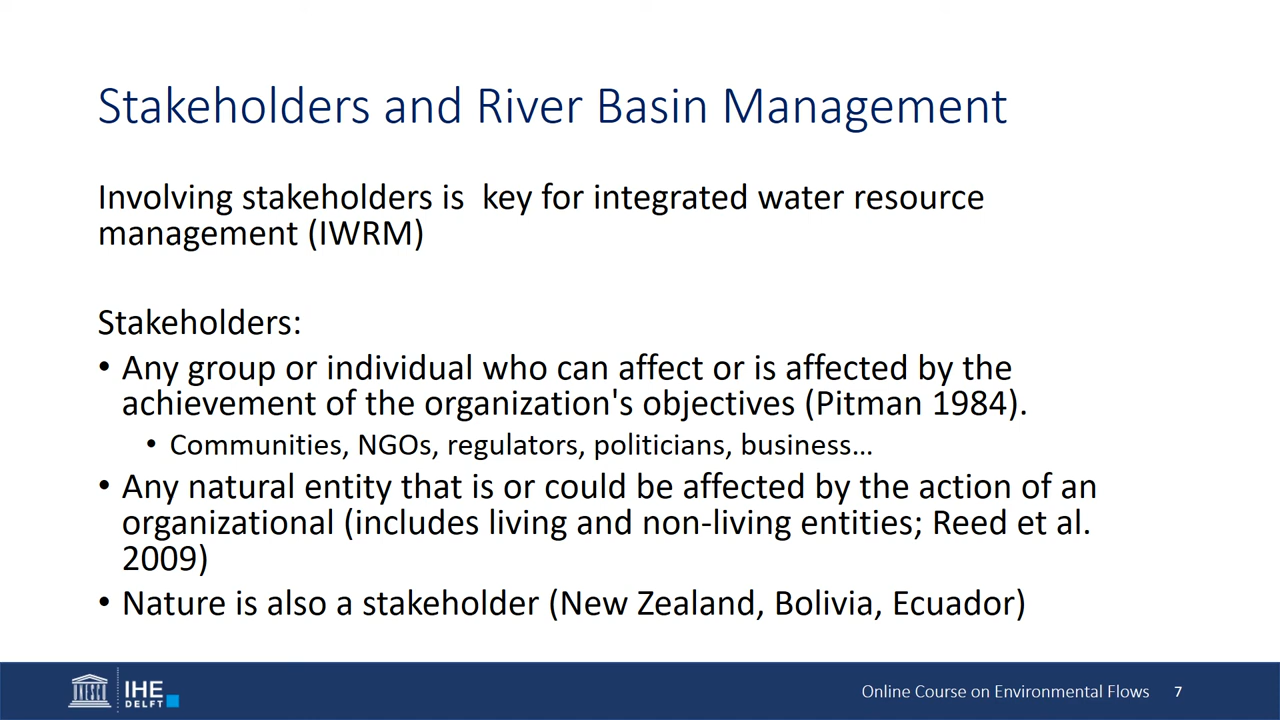 Stakeholders and River Basin Management
Involving stakeholders is  key for integrated water resource
management (IWRM)
Stakeholders:
• Any group or individual who can affect or is affected by the
achievement of the organization's objectives (Pitman 1984).
• Communities, NGOs, regulators, politicians, business…
• Any natural entity that is or could be affected by the action of an
organizational (includes living and non-living entities; Reed et al.
2009)
• Nature is also a stakeholder (New Zealand, Bolivia, Ecuador)
UNESCO
IHE
DELFT
Online Course on Environmental Flows 7